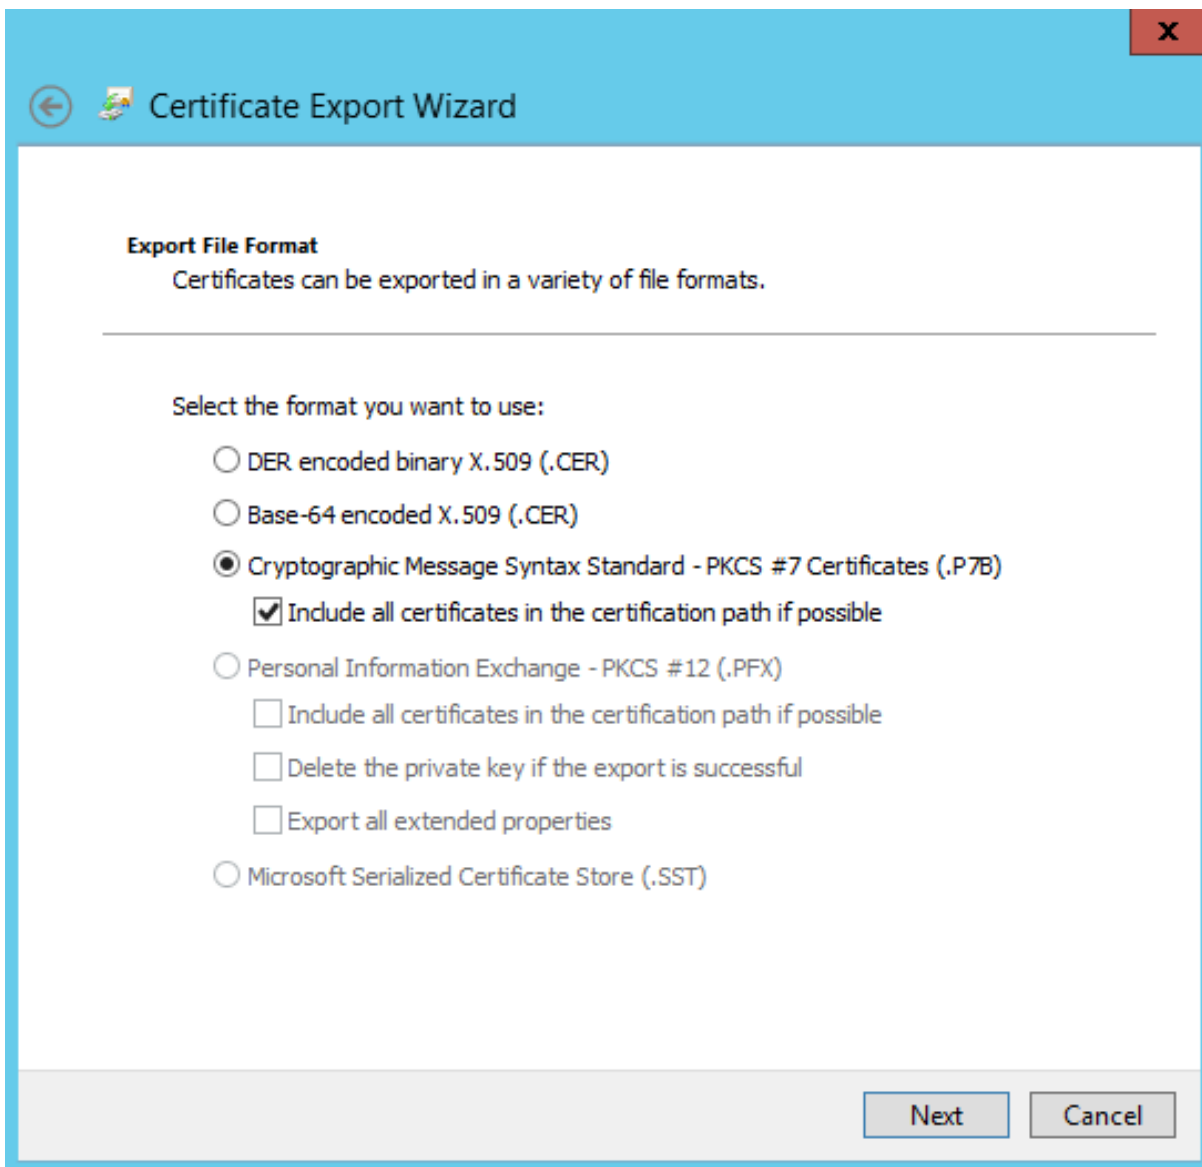 x
Certificate Export Wizard
Export File Format
Certificates can be exported in a variety of file formats.
Select the format you want to use:
DER encoded binary X.509 (.CER)
Base-64 encoded X.509 (.CER)
Cryptographic Message Syntax Standard - PKCS #7 Certificates (.P7B)
Include all certificates in the certification path if possible
Personal Information Exchange - PKCS #12 (.PFX)
Include all certificates in the certification path if possible
Delete the private key if the export is successful
Export all extended properties
Microsoft Serialized Certificate Store (.SST)
Next Cancel